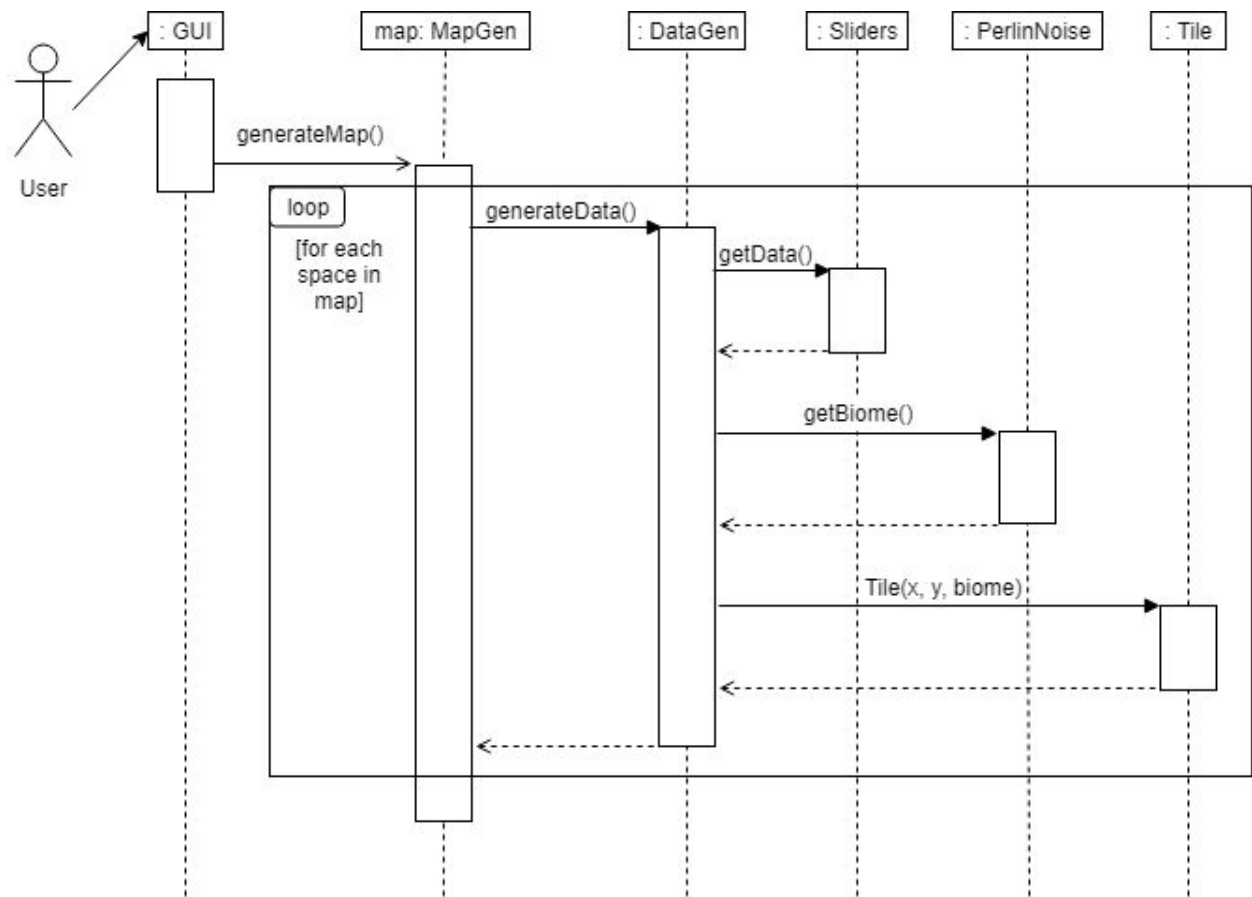 : GUI
map: MapGen
: DataGen
: Sliders
: PerlinNoise
: Tile
User
generateMap()
loop
[for each
space in
map]
generateData()
getData()
getBiome()
Tile(x, y, biome)